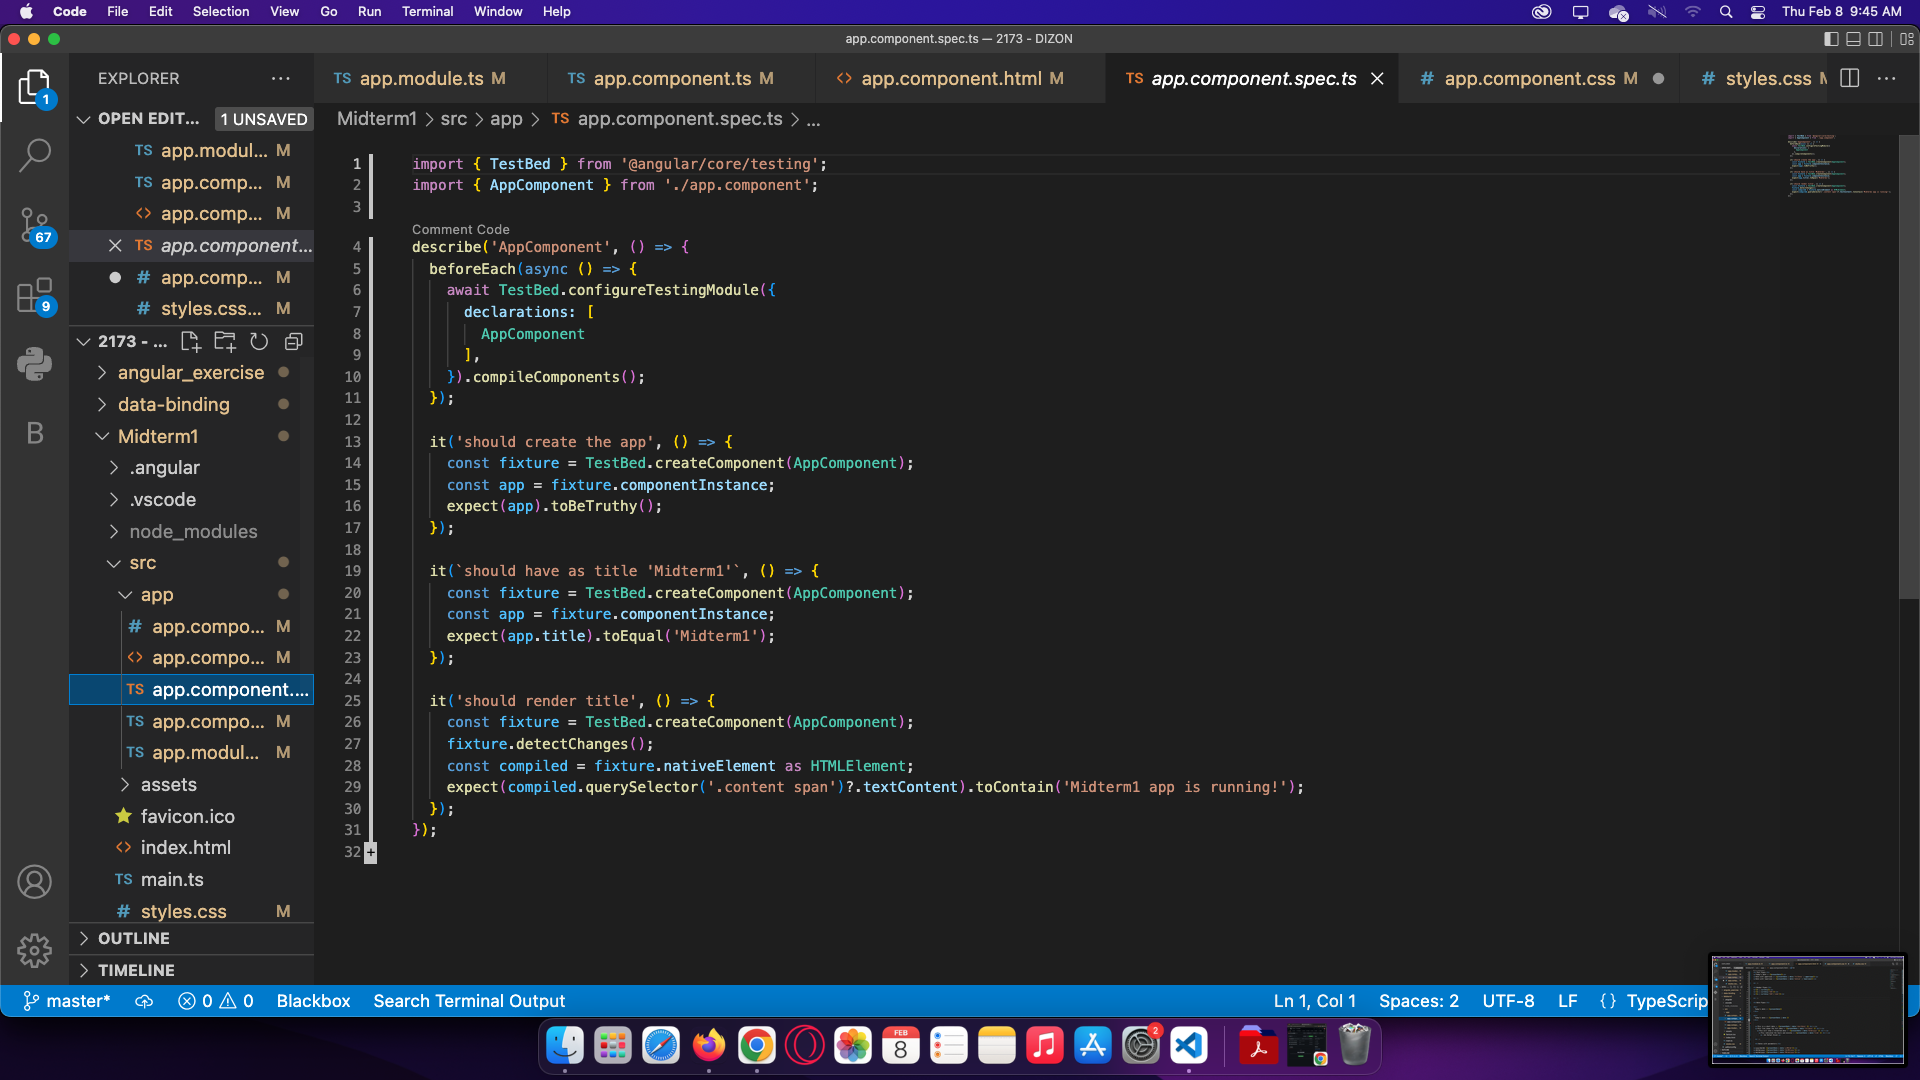 Code File Edit Selection View Go Run Terminal Window Help Thu Feb 8 9:45 AM
app.component.spec.ts — 2173 - DIZON
EXPLORER
TS app.module.ts M TS app.component.ts M <> app.component.html M TS app.component.spec.ts # app.component.css M # styles.css
OPEN EDIT... 1 UNSAVED
TS app.modul... M
TS app.comp... M
<> app.comp... M
TS app.component...
# app.comp... M
# styles.css... M
2173 - ...
angular_exercise
data-binding
Midterm1
.angular
.vscode
node_modules
src
app
# app.compo... M
<> app.compo... M
TS app.component....
TS app.compo... M
TS app.modul... M
assets
favicon.ico
<> index.html
TS main.ts
# styles.css M
OUTLINE
TIMELINE
1
67
9
B
Midterm1 > src > app > TS app.component.spec.ts > ...
1 import { TestBed } from '@angular/core/testing';
2 import { AppComponent } from './app.component';
3
Comment Code
4 describe('AppComponent', () => {
5 beforeEach(async () => {
6 await TestBed.configureTestingModule({
7 declarations: [
8 AppComponent
9 ],
10 }).compileComponents();
11 });
12
13 it('should create the app', () => {
14 const fixture = TestBed.createComponent(AppComponent);
15 const app = fixture.componentInstance;
16 expect(app).toBeTruthy();
17 });
18
19 it(`should have as title 'Midterm1'`, () => {
20 const fixture = TestBed.createComponent(AppComponent);
21 const app = fixture.componentInstance;
22 expect(app.title).toEqual('Midterm1');
23 });
24
25 it('should render title', () => {
26 const fixture = TestBed.createComponent(AppComponent);
27 fixture.detectChanges();
28 const compiled = fixture.nativeElement as HTMLElement;
29 expect(compiled.querySelector('.content span')?.textContent).toContain('Midterm1 app is running!');
30 });
31 });
32 +
master* 0 0 Blackbox Search Terminal Output Ln 1, Col 1 Spaces: 2 UTF-8 LF {} TypeScrip
FEB
8
2